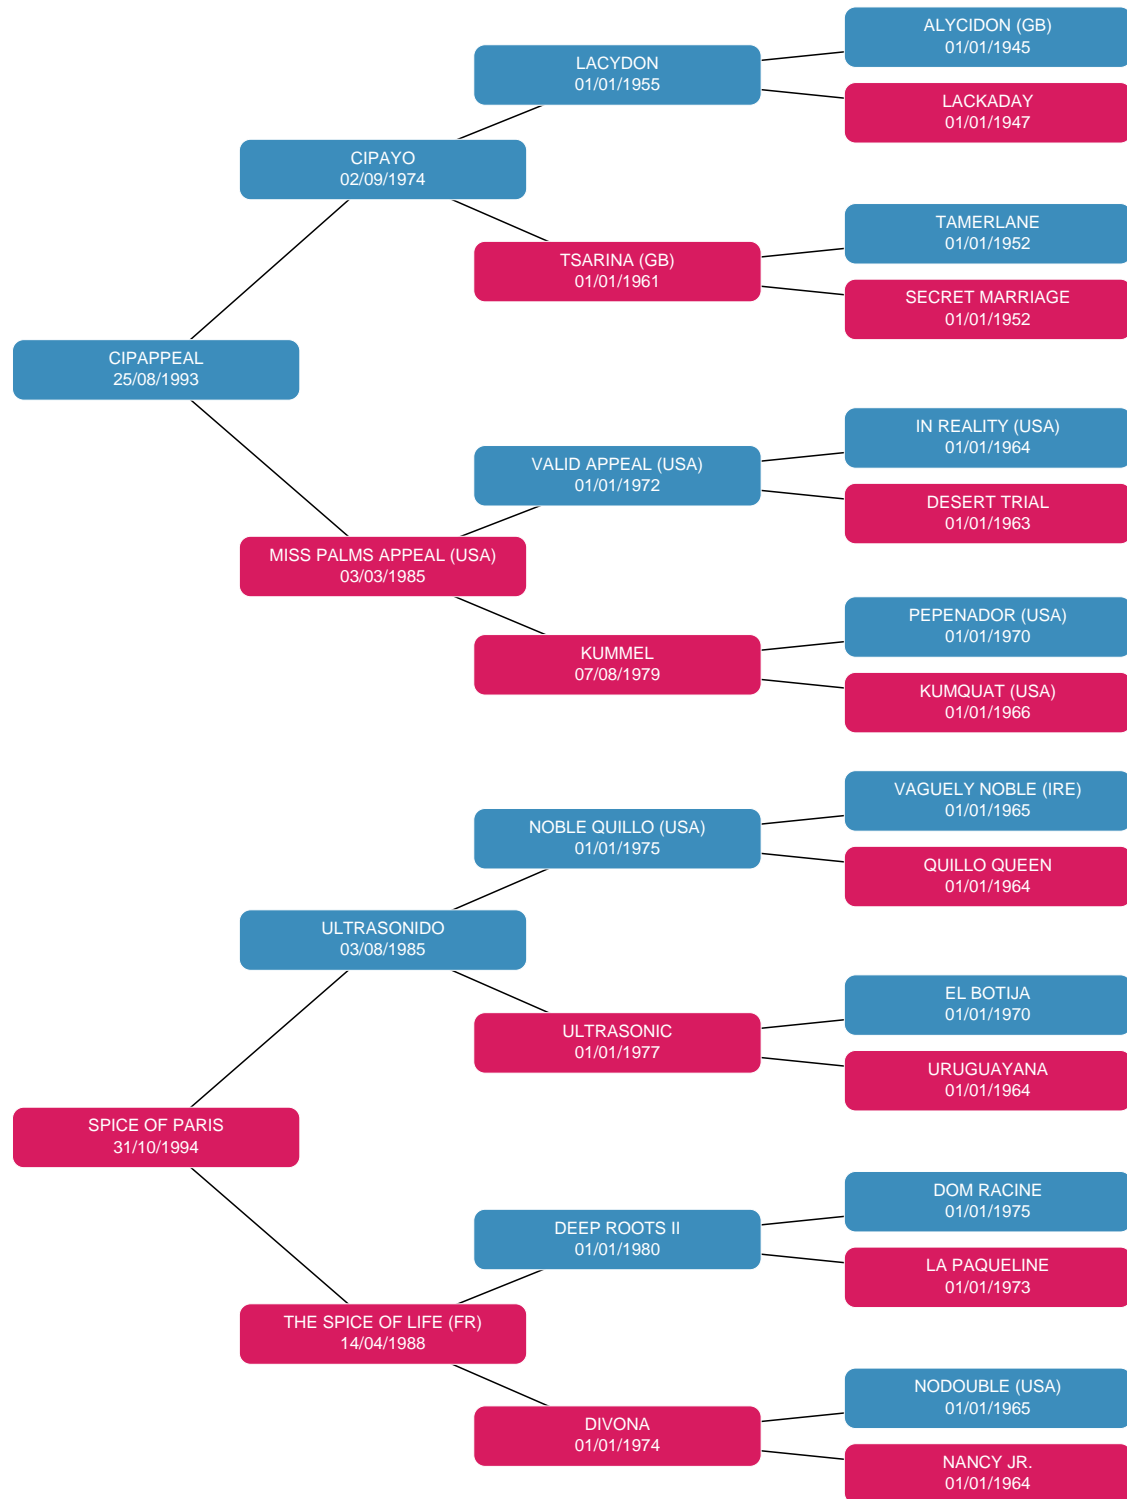 ALYCIDON (GB)
01/01/1945
LACYDON
01/01/1955
LACKADAY
01/01/1947
CIPAYO
02/09/1974
TAMERLANE
01/01/1952
TSARINA (GB)
01/01/1961
SECRET MARRIAGE
01/01/1952
CIPAPPEAL
25/08/1993
IN REALITY (USA)
01/01/1964
VALID APPEAL (USA)
01/01/1972
DESERT TRIAL
01/01/1963
MISS PALMS APPEAL (USA)
03/03/1985
PEPENADOR (USA)
01/01/1970
KUMMEL
07/08/1979
KUMQUAT (USA)
01/01/1966
VAGUELY NOBLE (IRE)
01/01/1965
NOBLE QUILLO (USA)
01/01/1975
QUILLO QUEEN
01/01/1964
ULTRASONIDO
03/08/1985
EL BOTIJA
01/01/1970
ULTRASONIC
01/01/1977
URUGUAYANA
01/01/1964
SPICE OF PARIS
31/10/1994
DOM RACINE
01/01/1975
DEEP ROOTS II
01/01/1980
LA PAQUELINE
01/01/1973
THE SPICE OF LIFE (FR)
14/04/1988
NODOUBLE (USA)
01/01/1965
DIVONA
01/01/1974
NANCY JR.
01/01/1964